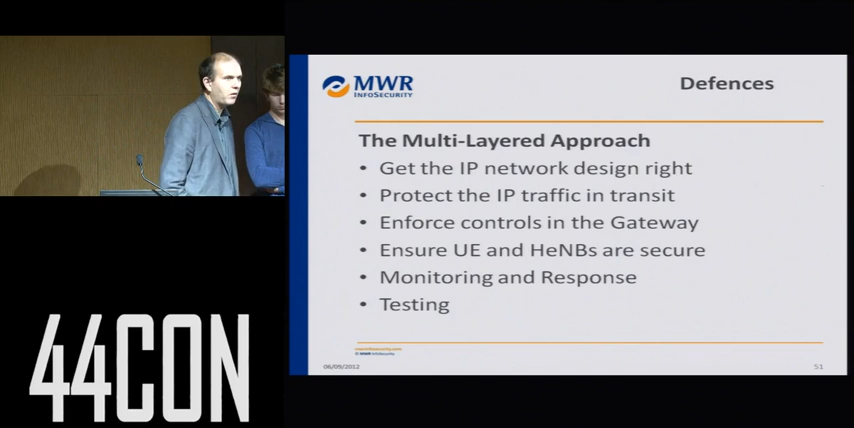 MWR
INFOSECURITY
Defences
The Multi-Layered Approach
• Get the IP network design right
• Protect the IP traffic in transit
• Enforce controls in the Gateway
• Ensure UE and HeNBs are secure
• Monitoring and Response
• Testing
© MWR InfoSecurity
06/09/2012
51
44CON